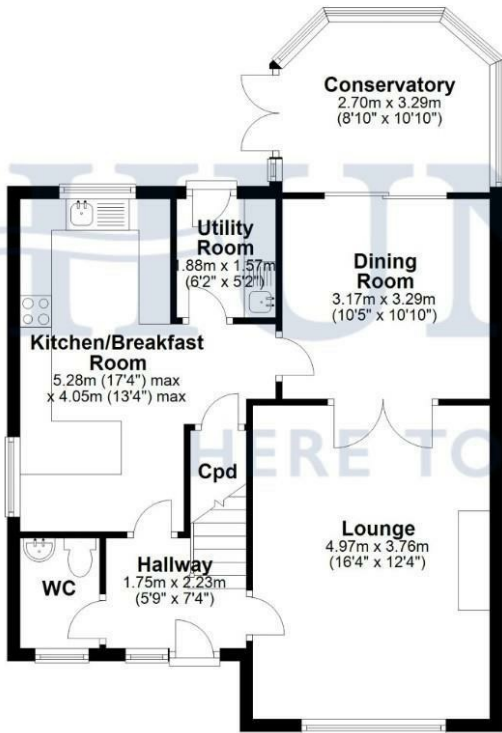 Conservatory
2.70m x 3.29m
(8'10" x 10'10")
Utility
Room
1.88m x 1.57m
(6'2" x 5'2")
Dining
Room
3.17m x 3.29m
(10'5" x 10'10")
Kitchen/Breakfast
Room
5.28m (17'4") max
x 4.05m (13'4") max
Cpd
Lounge
4.97m x 3.76m
(16'4" x 12'4")
Hallway
1.75m x 2.23m
(5'9" x 7'4")
WC
HERE TO